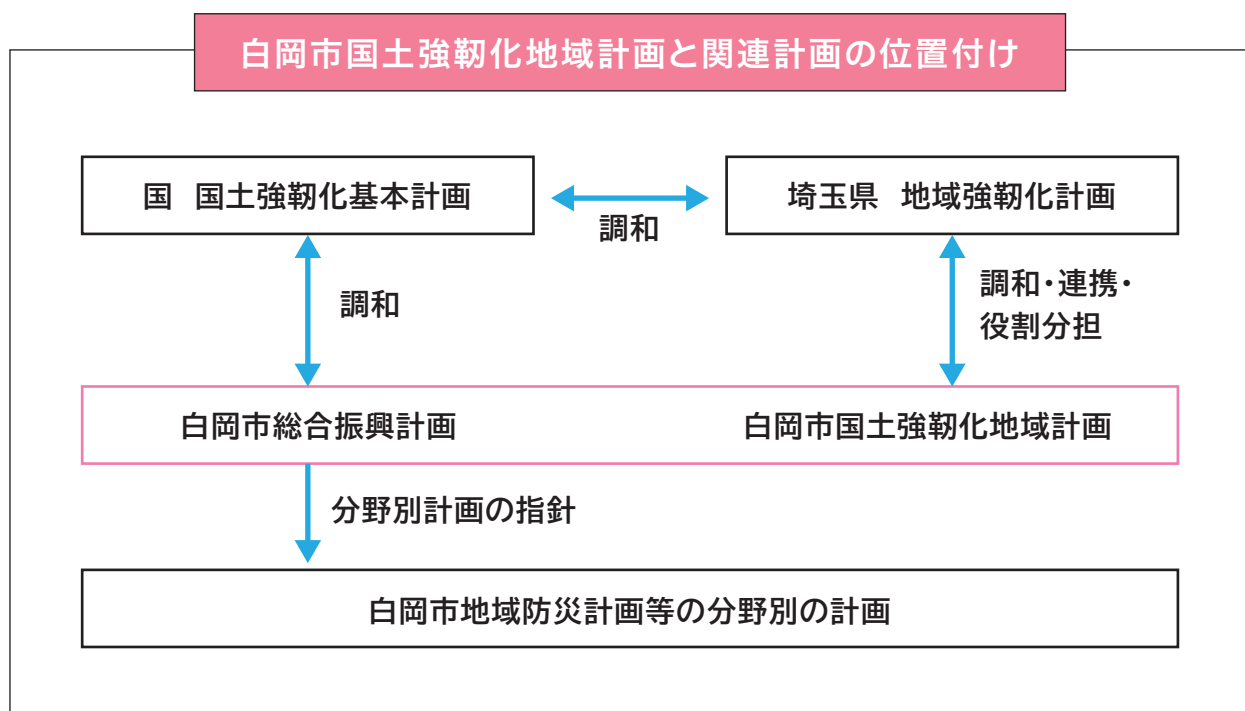 白岡市国土強靭化地域計画と関連計画の位置付け
国 国土強靭化基本計画
埼玉県 地域強靭化計画
調和
調和
調和・連携・
役割分担
白岡市総合振興計画
白岡市国土強靭化地域計画
分野別計画の指針
白岡市地域防災計画等の分野別の計画